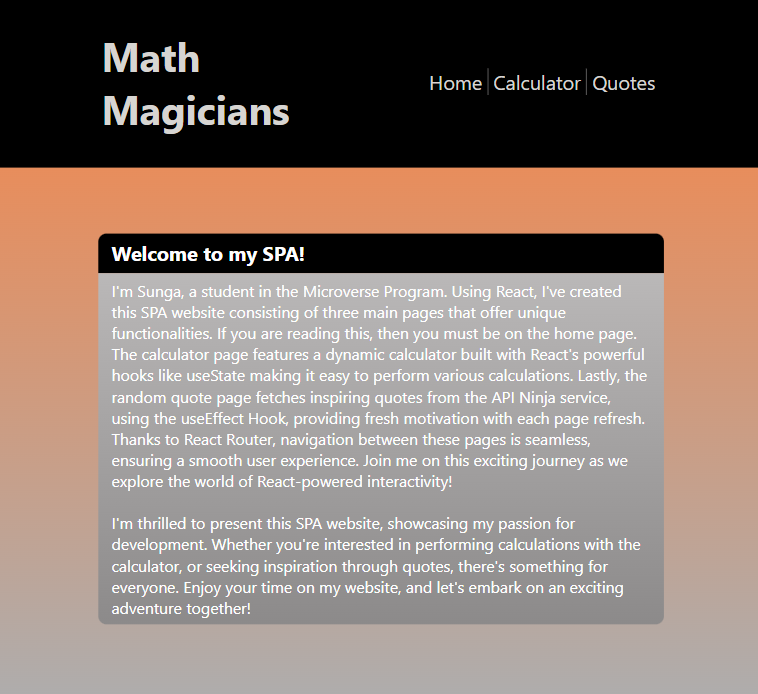 Math
Magicians
Home Calculator Quotes
Welcome to my SPA!
I'm Sunga, a student in the Microverse Program. Using React, I've created
this SPA website consisting of three main pages that offer unique
functionalities. If you are reading this, then you must be on the home page.
The calculator page features a dynamic calculator built with React's powerful
hooks like useState making it easy to perform various calculations. Lastly, the
random quote page fetches inspiring quotes from the API Ninja service,
using the useEffect Hook, providing fresh motivation with each page refresh.
Thanks to React Router, navigation between these pages is seamless,
ensuring a smooth user experience. Join me on this exciting journey as we
explore the world of React-powered interactivity!
I'm thrilled to present this SPA website, showcasing my passion for
development. Whether you're interested in performing calculations with the
calculator, or seeking inspiration through quotes, there's something for
everyone. Enjoy your time on my website, and let's embark on an exciting
adventure together!